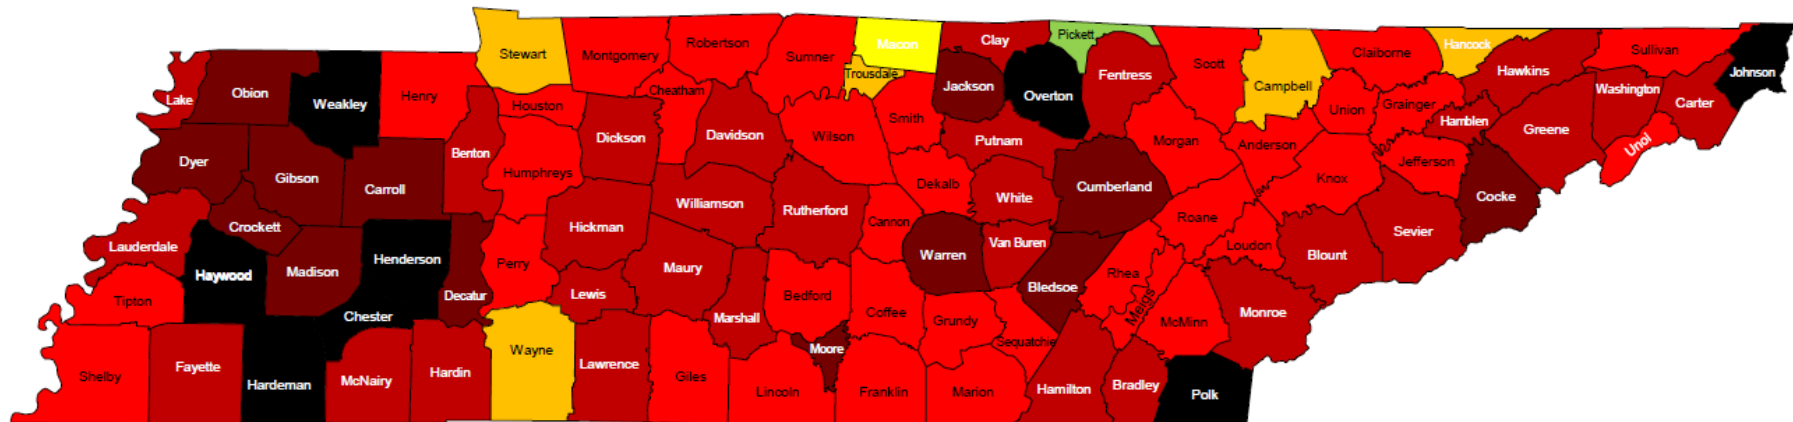 Stewart
Montgomery
Robertson
Sumner
Macon
Trousdale
Clay
Pickett
Fentress
Scott
Campbell
Claiborne
Hancock
Hawkins
Sullivan
Johnson
Lake
Obion
Weakley
Henry
Houston
Cheatham
Dickson
Davidson
Wilson
Smith
Jackson
Overton
Putnam
Morgan
Anderson
Union
Grainger
Hamblen
Greene
Washington
Carter
Unoi
Dyer
Gibson
Carroll
Benton
Humphreys
Williamson
Rutherford
Dekalb
Cannon
White
Cumberland
Roane
Knox
Jefferson
Cocke
Lauderdale
Crockett
Haywood
Madison
Henderson
Decatur
Perry
Hickman
Lewis
Maury
Warren
Van Buren
Bledsoe
Rhea
Meigs
Loudon
Blount
Sevier
Tipton
Chester
Wayne
Marshall
Bedford
Moore
Coffee
Grundy
Sequatchie
McMinn
Monroe
Shelby
Fayette
Hardeman
McNairy
Hardin
Lawrence
Giles
Lincoln
Franklin
Marion
Hamilton
Bradley
Polk